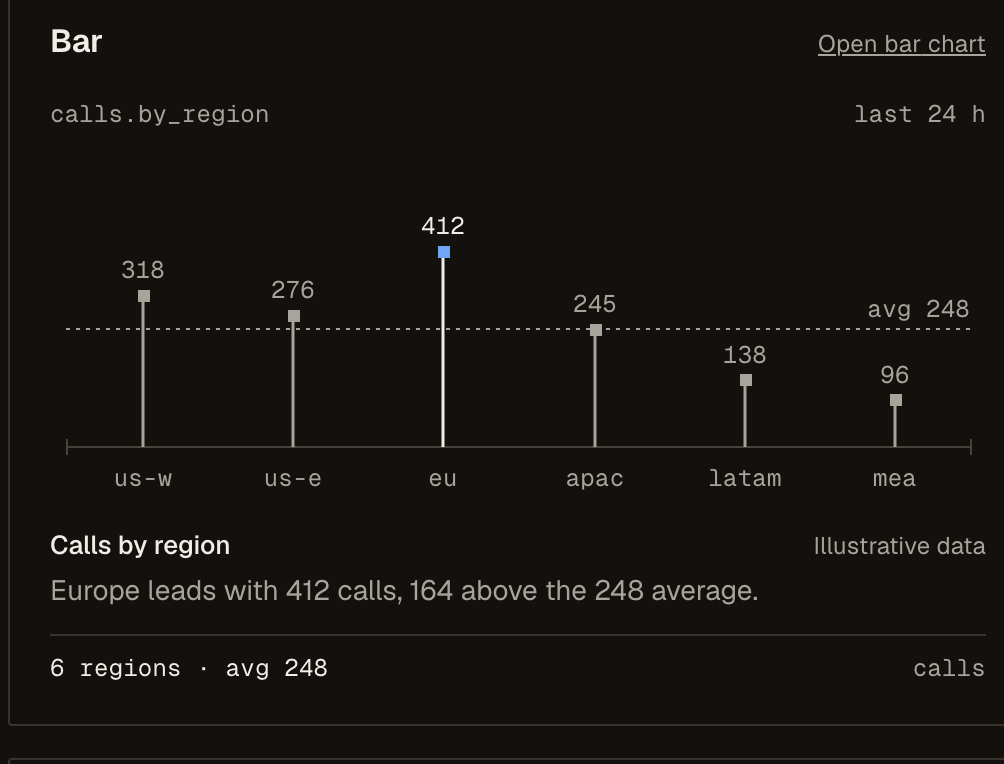 Bar
Open bar chart
calls.by_region
last 24 h
412
318
276
245
avg 248
138
96
us-w us-e eu apac latam mea
Calls by region
Illustrative data
Europe leads with 412 calls, 164 above the 248 average.
6 regions · avg 248
calls